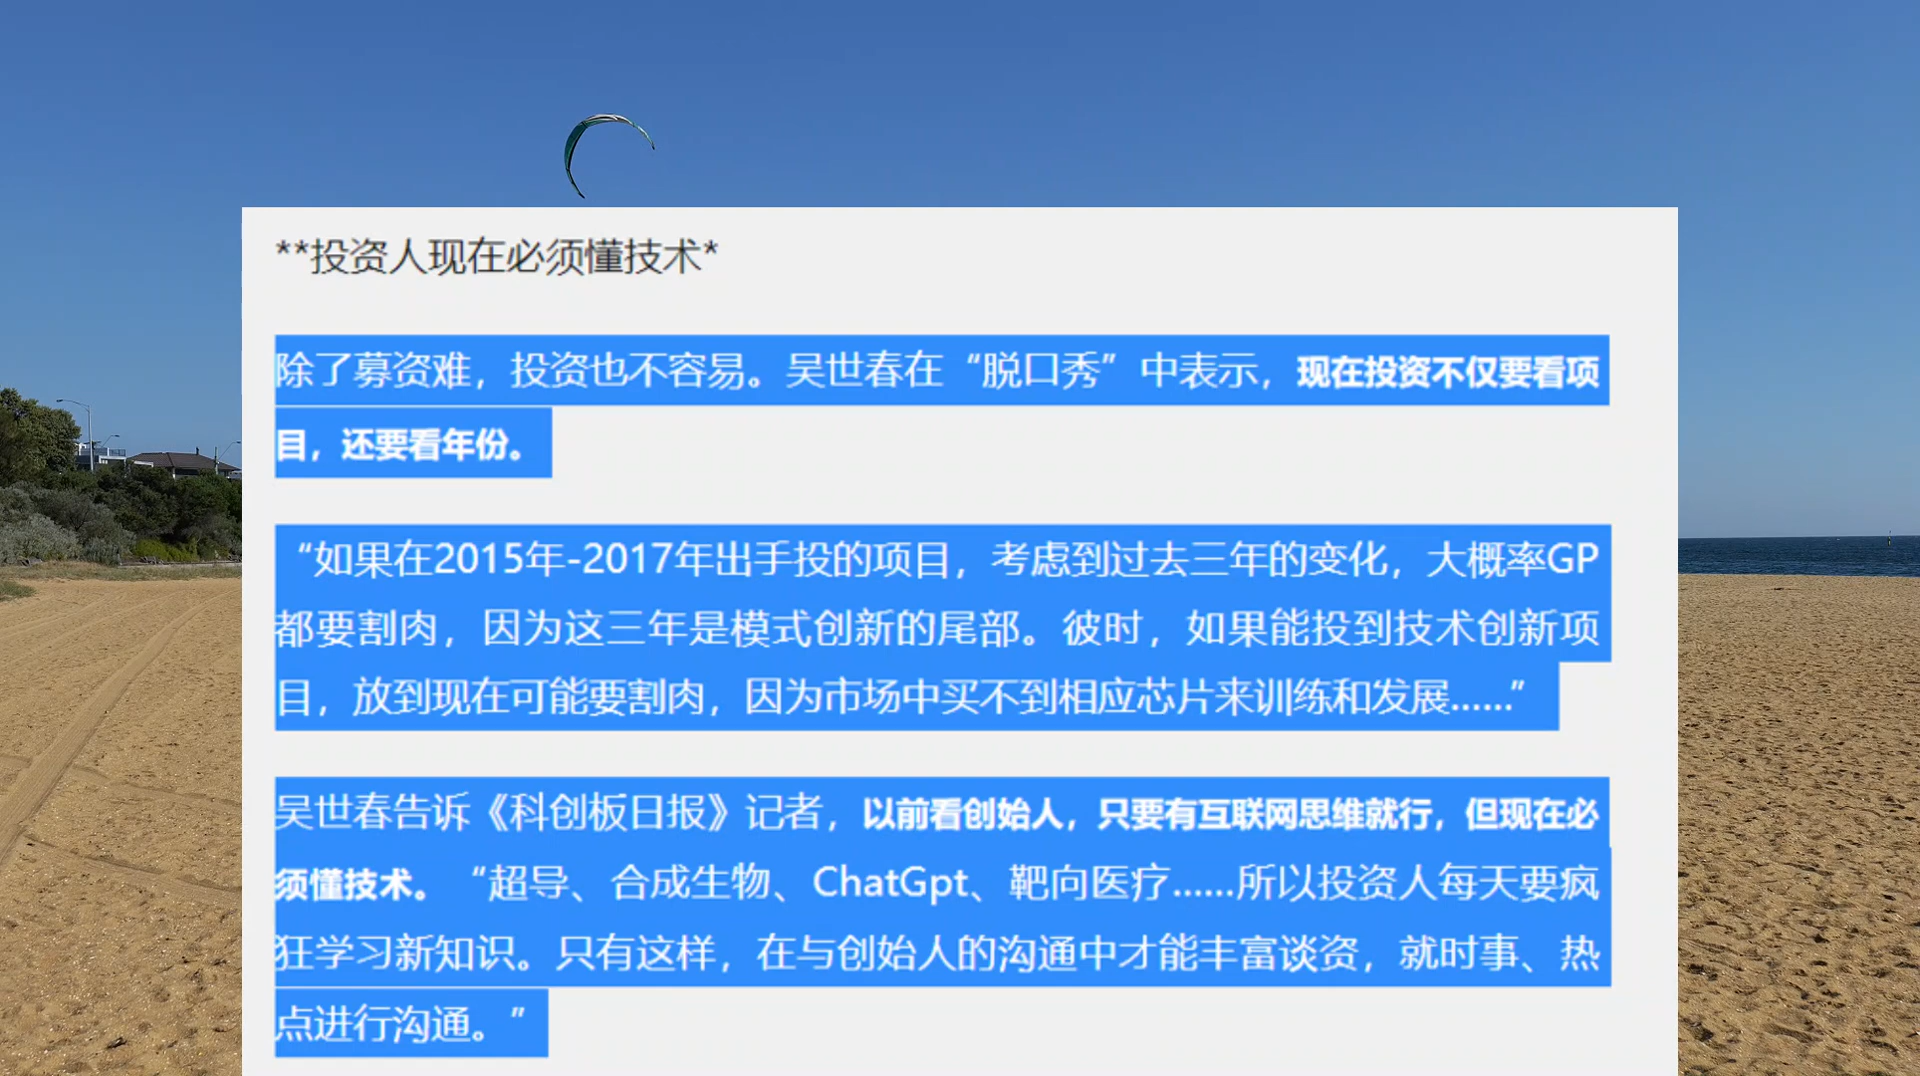 **投资人现在必须懂技术*
除了募资难，投资也不容易。吴世春在“脱口秀”中表示，现在投资不仅要看项
目，还要看年份。
“如果在2015年-2017年出手投的项目，考虑到过去三年的变化，大概率GP
都要割肉，因为这三年是模式创新的尾部。彼时，如果能投到技术创新项
目，放到现在可能要割肉，因为市场中买不到相应芯片来训练和发展……”
吴世春告诉《科创板日报》记者，以前看创始人，只要有互联网思维就行，但现在必
须懂技术。“超导、合成生物、ChatGpt、靶向医疗……所以投资人每天要疯
狂学习新知识。只有这样，在与创始人的沟通中才能丰富谈资，就时事、热
点进行沟通。”